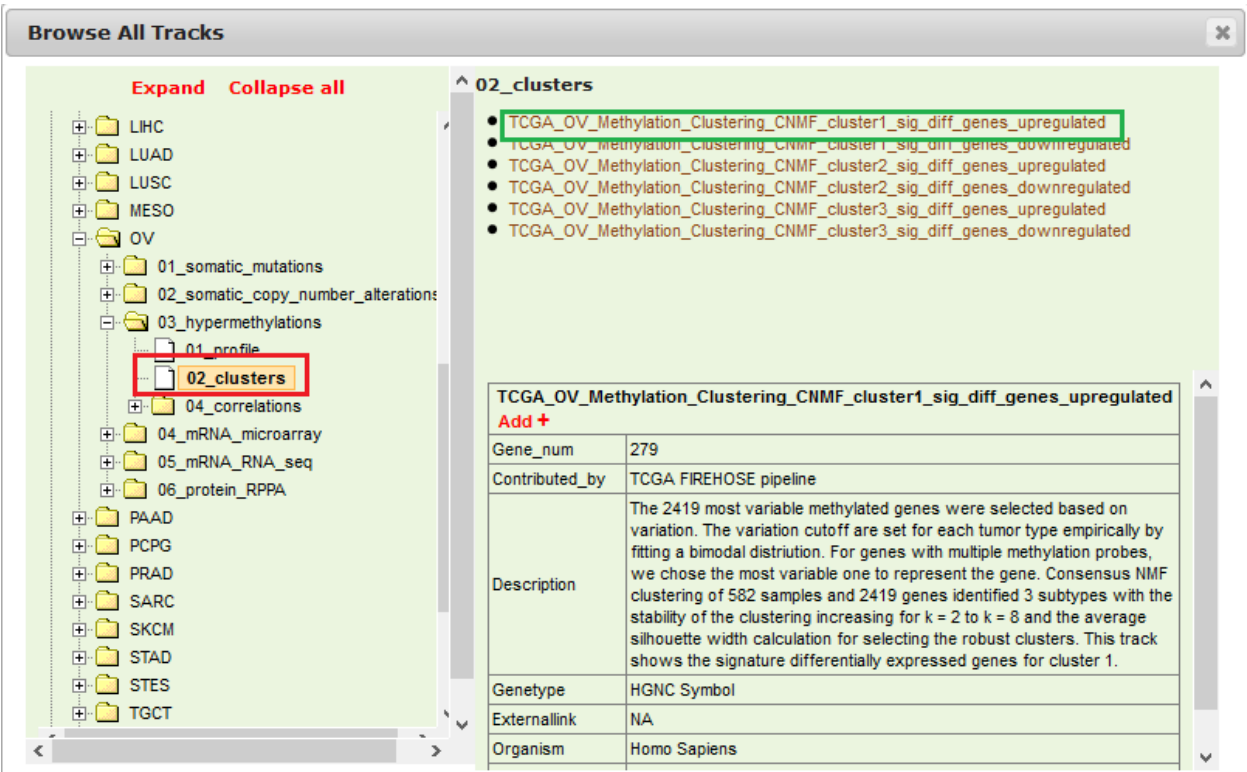 Browse All Tracks
Expand Collapse all
LIHC
LUAD
LUSC
MESO
OV
01_somatic_mutations
02_somatic_copy_number_alterations
03_hypermethylations
01_profile
02_clusters
04_correlations
04_mRNA_microarray
05_mRNA_RNA_seq
06_protein_RPPA
PAAD
PCPG
PRAD
SARC
SKCM
STAD
STES
TGCT
02_clusters
TCGA_OV_Methylation_Clustering_CNMF_cluster1_sig_diff_genes_upregulated
TCGA_OV_Methylation_Clustering_CNMF_cluster1_sig_diff_genes_downregulated
TCGA_OV_Methylation_Clustering_CNMF_cluster2_sig_diff_genes_upregulated
TCGA_OV_Methylation_Clustering_CNMF_cluster2_sig_diff_genes_downregulated
TCGA_OV_Methylation_Clustering_CNMF_cluster3_sig_diff_genes_upregulated
TCGA_OV_Methylation_Clustering_CNMF_cluster3_sig_diff_genes_downregulated
TCGA_OV_Methylation_Clustering_CNMF_cluster1_sig_diff_genes_upregulated
Add +
Gene_num 279
Contributed_by TCGA FIREHOSE pipeline
Description
The 2419 most variable methylated genes were selected based on
variation. The variation cutoff are set for each tumor type empirically by
fitting a bimodal distriution. For genes with multiple methylation probes,
we chose the most variable one to represent the gene. Consensus NMF
clustering of 582 samples and 2419 genes identified 3 subtypes with the
stability of the clustering increasing for k = 2 to k = 8 and the average
silhouette width calculation for selecting the robust clusters. This track
shows the signature differentially expressed genes for cluster 1.
Genetype HGNC Symbol
Externallink NA
Organism Homo Sapiens